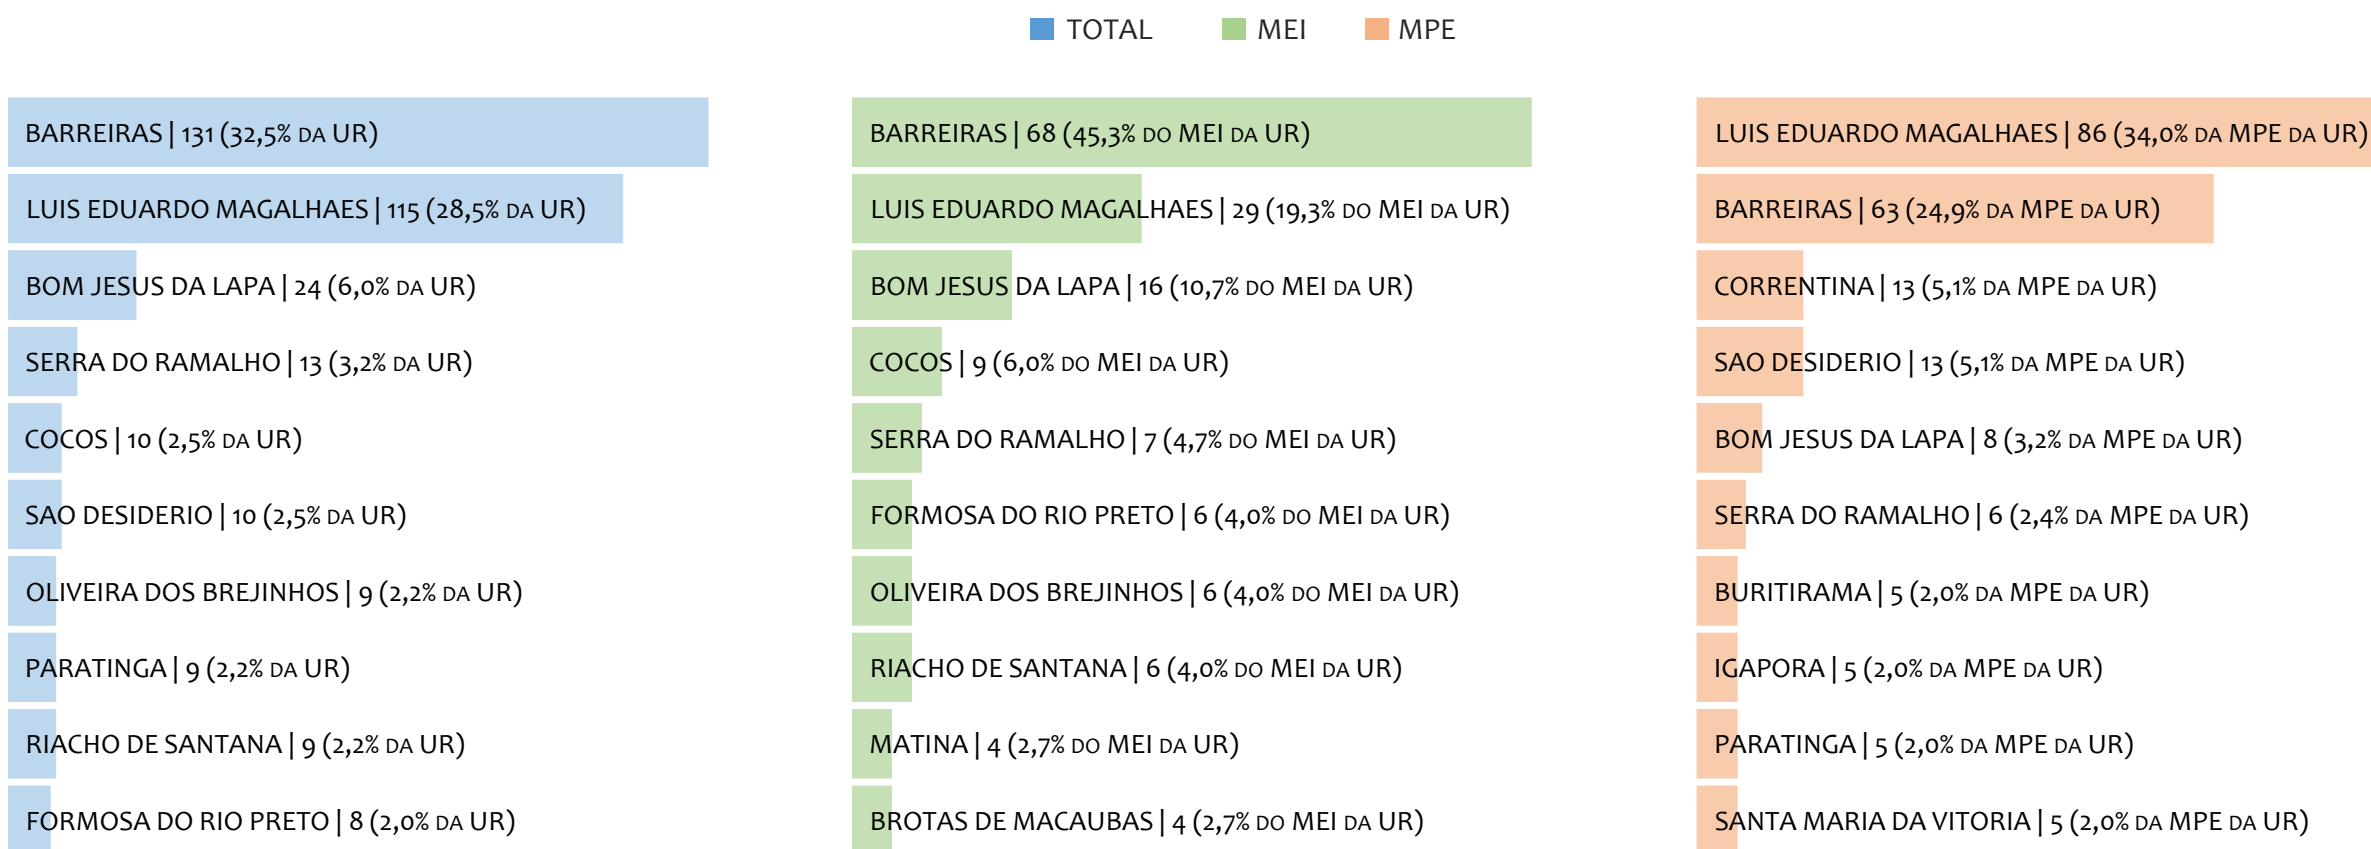 TOTAL MEI MPE
BARREIRAS | 131 (32,5% DA UR)
LUIS EDUARDO MAGALHAES | 115 (28,5% DA UR)
BOM JESUS DA LAPA | 24 (6,0% DA UR)
SERRA DO RAMALHO | 13 (3,2% DA UR)
COCOS | 10 (2,5% DA UR)
SAO DESIDERIO | 10 (2,5% DA UR)
OLIVEIRA DOS BREJINHOS | 9 (2,2% DA UR)
PARATINGA | 9 (2,2% DA UR)
RIACHO DE SANTANA | 9 (2,2% DA UR)
FORMOSA DO RIO PRETO | 8 (2,0% DA UR)
BARREIRAS | 68 (45,3% DO MEI DA UR)
LUIS EDUARDO MAGALHAES | 29 (19,3% DO MEI DA UR)
BOM JESUS DA LAPA | 16 (10,7% DO MEI DA UR)
COCOS | 9 (6,0% DO MEI DA UR)
SERRA DO RAMALHO | 7 (4,7% DO MEI DA UR)
FORMOSA DO RIO PRETO | 6 (4,0% DO MEI DA UR)
OLIVEIRA DOS BREJINHOS | 6 (4,0% DO MEI DA UR)
RIACHO DE SANTANA | 6 (4,0% DO MEI DA UR)
MATINA | 4 (2,7% DO MEI DA UR)
BROTAS DE MACAUBAS | 4 (2,7% DO MEI DA UR)
LUIS EDUARDO MAGALHAES | 86 (34,0% DA MPE DA UR)
BARREIRAS | 63 (24,9% DA MPE DA UR)
CORRENTINA | 13 (5,1% DA MPE DA UR)
SAO DESIDERIO | 13 (5,1% DA MPE DA UR)
BOM JESUS DA LAPA | 8 (3,2% DA MPE DA UR)
SERRA DO RAMALHO | 6 (2,4% DA MPE DA UR)
BURITIRAMA | 5 (2,0% DA MPE DA UR)
IGAPORA | 5 (2,0% DA MPE DA UR)
PARATINGA | 5 (2,0% DA MPE DA UR)
SANTA MARIA DA VITORIA | 5 (2,0% DA MPE DA UR)